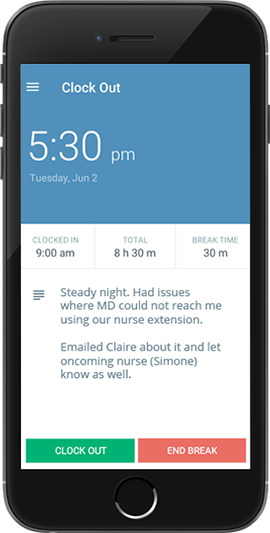 Clock Out
5:30 pm
Tuesday, Jun 2
CLOCKED IN TOTAL BREAK TIME
9:00 am 8 h 30 m 30 m
Steady night. Had issues
where MD could not reach me
using our nurse extension.
Emailed Claire about it and let
oncoming nurse (Simone)
know as well.
CLOCK OUT END BREAK